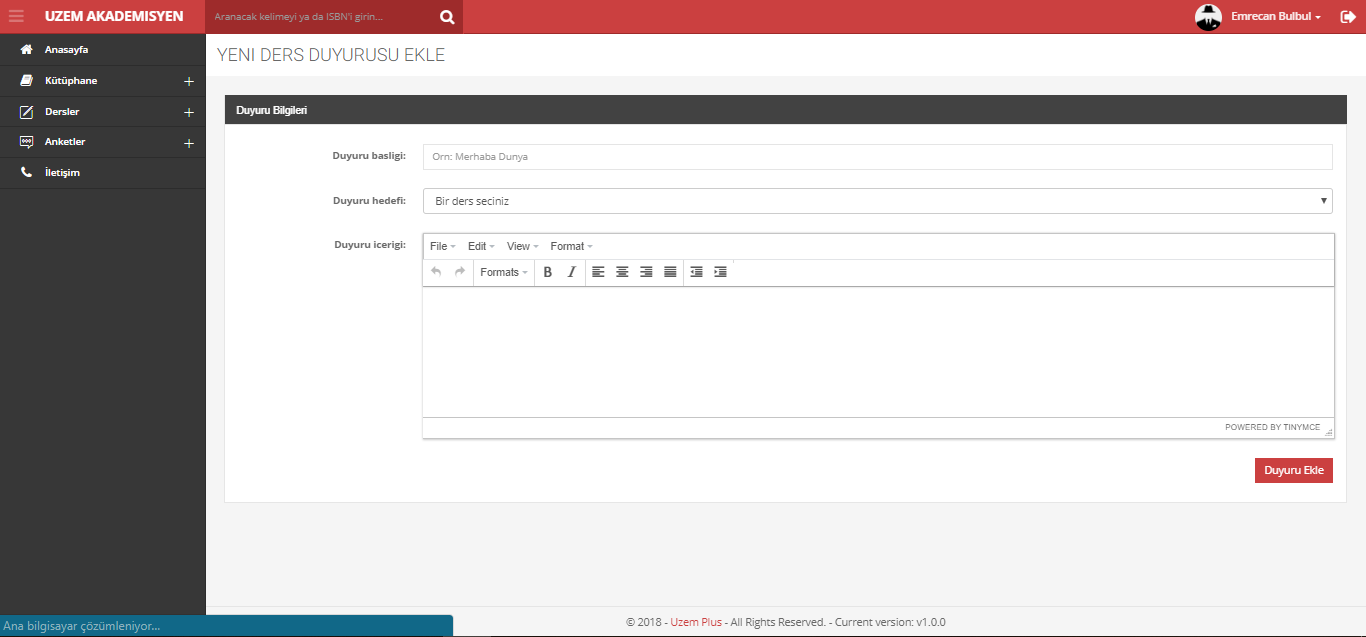 UZEM AKADEMISYEN
Aranacak kelimeyi ya da ISBN'i girin...
Emrecan Bulbul
Anasayfa
Kütüphane
Dersler
Anketler
İletişim
YENI DERS DUYURUSU EKLE
Duyuru Bilgileri
Duyuru basligi:
Orn: Merhaba Dunya
Duyuru hedefi:
Bir ders seciniz
Duyuru icerigi:
File Edit View Format
Formats B I
POWERED BY TINYMCE
Duyuru Ekle
© 2018 - Uzem Plus - All Rights Reserved. - Current version: v1.0.0
Ana bilgisayar çözümleniyor...